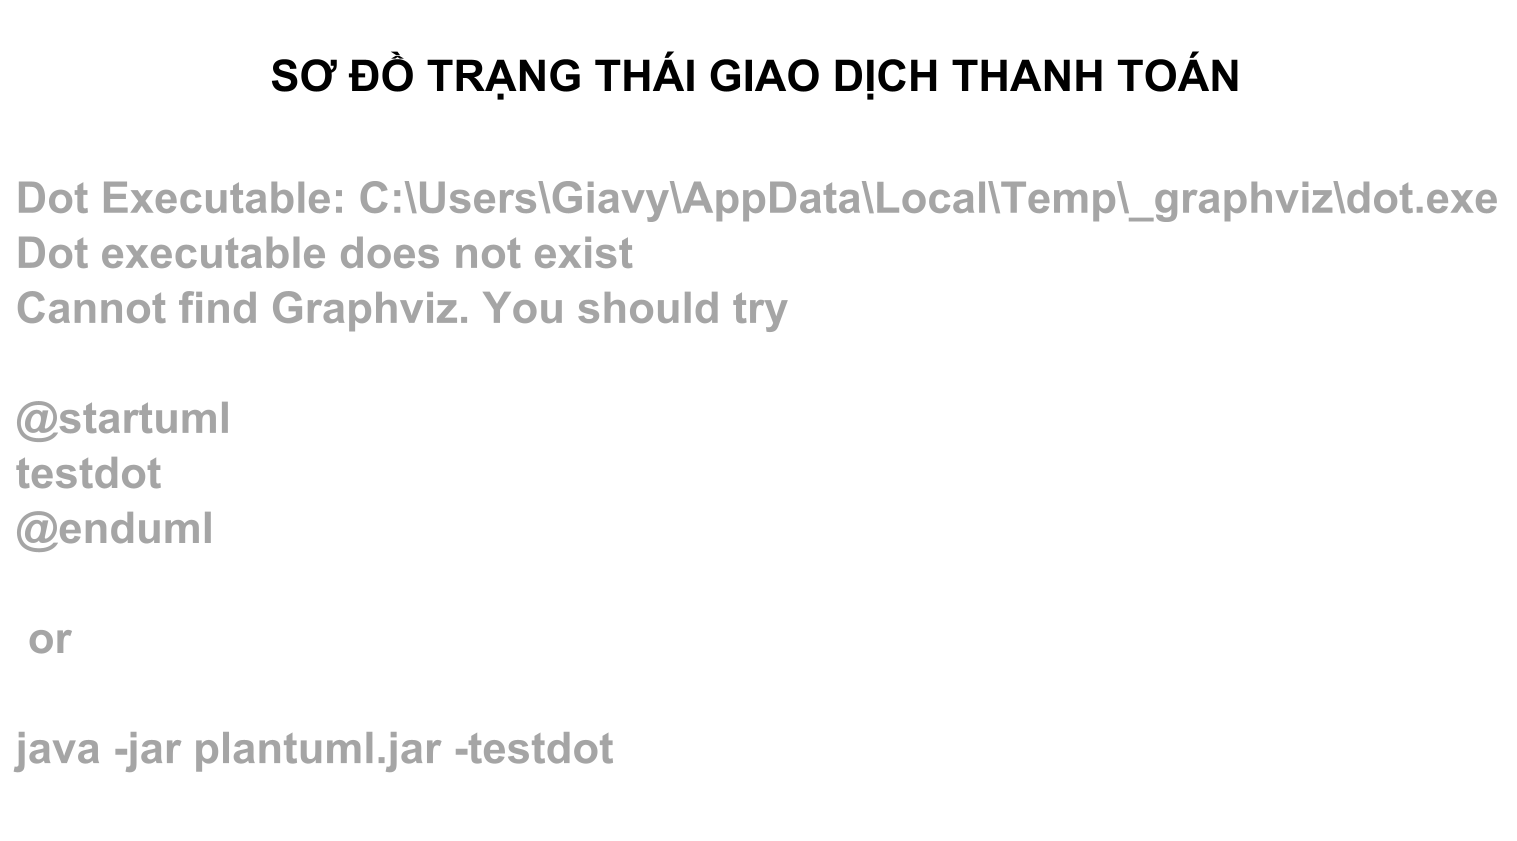 SƠ ĐỒ TRẠNG THÁI GIAO DỊCH THANH TOÁN
Dot Executable: C:\Users\Giavy\AppData\Local\Temp\_graphviz\dot.exe
Dot executable does not exist
Cannot find Graphviz. You should try
@startuml
testdot
@enduml
or
java -jar plantuml.jar -testdot